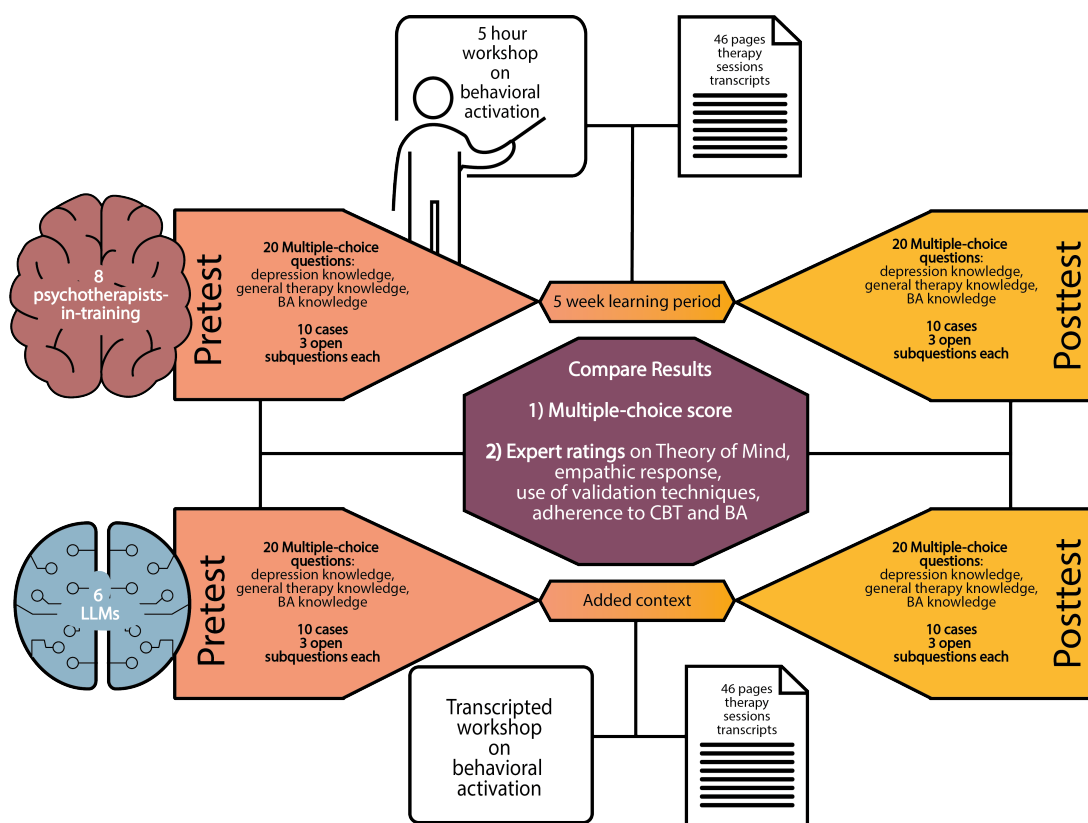 5 hour
workshop
on
behavioral
activation
46 pages
therapy
sessions
transcripts
8
psychotherapists-
in-training
Pretest
20 Multiple-choice
questions:
depression knowledge,
general therapy knowledge,
BA knowledge
10 cases
3 open
subquestions each
5 week learning period
20 Multiple-choice
questions:
depression knowledge,
general therapy knowledge,
BA knowledge
10 cases
3 open
subquestions each
Posttest
Compare Results
1) Multiple-choice score
2) Expert ratings on Theory of Mind,
empathic response,
use of validation techniques,
adherence to CBT and BA
6
LLMs
Pretest
20 Multiple-choice
questions:
depression knowledge,
general therapy knowledge,
BA knowledge
10 cases
3 open
subquestions each
Added context
20 Multiple-choice
questions:
depression knowledge,
general therapy knowledge,
BA knowledge
10 cases
3 open
subquestions each
Posttest
Transcripted
workshop
on
behavioral
activation
46 pages
therapy
sessions
transcripts